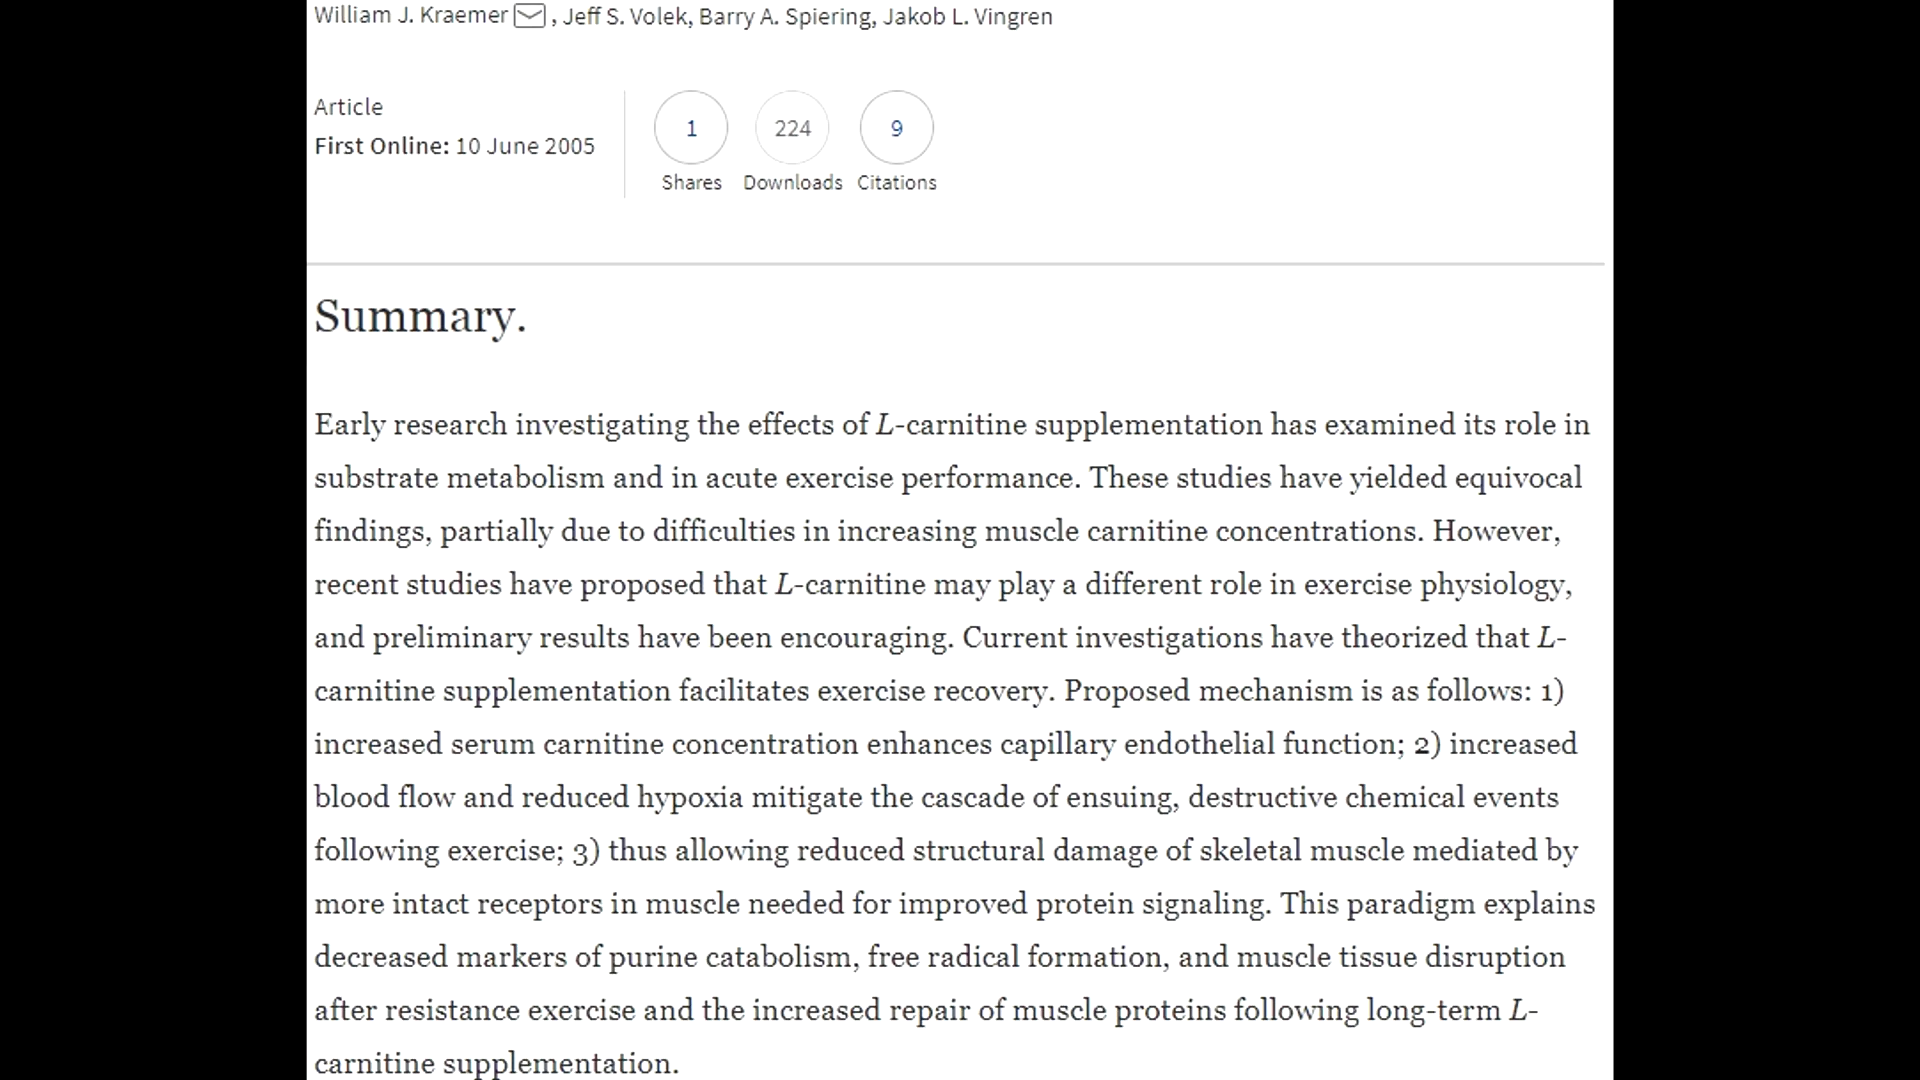 William J. Kraemer , Jeff S. Volek, Barry A. Spiering, Jakob L. Vingren
Article
First Online: 10 June 2005
1
Shares
224
Downloads
9
Citations
Summary.
Early research investigating the effects of L-carnitine supplementation has examined its role in
substrate metabolism and in acute exercise performance. These studies have yielded equivocal
findings, partially due to difficulties in increasing muscle carnitine concentrations. However,
recent studies have proposed that L-carnitine may play a different role in exercise physiology,
and preliminary results have been encouraging. Current investigations have theorized that L-
carnitine supplementation facilitates exercise recovery. Proposed mechanism is as follows: 1)
increased serum carnitine concentration enhances capillary endothelial function; 2) increased
blood flow and reduced hypoxia mitigate the cascade of ensuing, destructive chemical events
following exercise; 3) thus allowing reduced structural damage of skeletal muscle mediated by
more intact receptors in muscle needed for improved protein signaling. This paradigm explains
decreased markers of purine catabolism, free radical formation, and muscle tissue disruption
after resistance exercise and the increased repair of muscle proteins following long-term L-
carnitine supplementation.